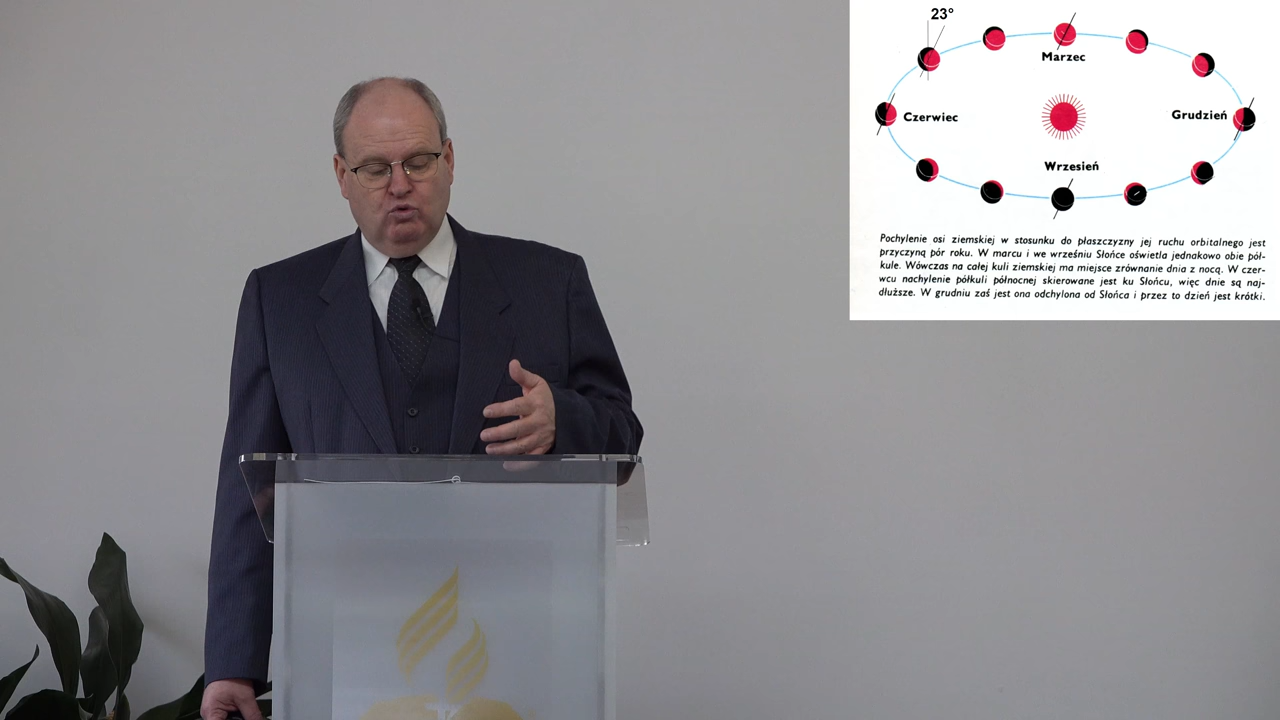 23°
Marzec
Czerwiec
Grudzień
Wrzesień
Pochylenie osi ziemskiej w stosunku do płaszczyzny jej ruchu orbitalnego jest
przyczyną pór roku. W marcu i we wrześniu Słońce oświetla jednakowo obie pół-
kule. Wówczas na całej kuli ziemskiej ma miejsce zrównanie dnia z nocą. W czer-
wcu nachylenie półkuli północnej skierowane jest ku Słońcu, więc dnie są naj-
dłuższe. W grudniu zaś jest ona odchylona od Słońca i przez to dzień jest krótki.